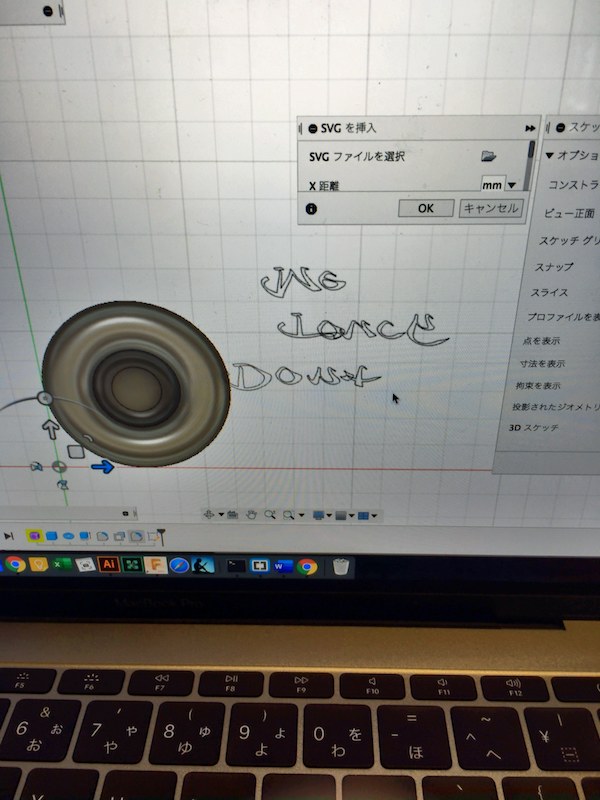 SVG を挿入
スケッ
SVG ファイルを選択
▼ オプショ
X 距離
mm
コンストラ
OK
キャンセル
ビュー正面
スケッチ グリ
スナップ
スライス
プロファイルを表
点を表示
寸法を表示
拘束を表示
投影されたジオメトリ
3D スケッチ
Ai
F
W
MacBook Pro
F5
F6
F7
F8
F9
F10
F11
F12
& 6 ぉ お
' 7 ゃ や
( 8 ゅ ゆ
) 9 ょ よ
0 を わ
= - ほ
~ ^ へ
| ¥